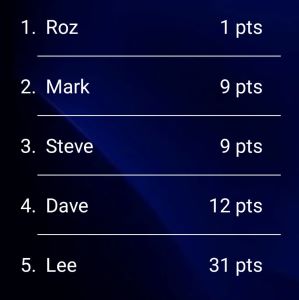 1. Roz 1 pts
2. Mark 9 pts
3. Steve 9 pts
4. Dave 12 pts
5. Lee 31 pts